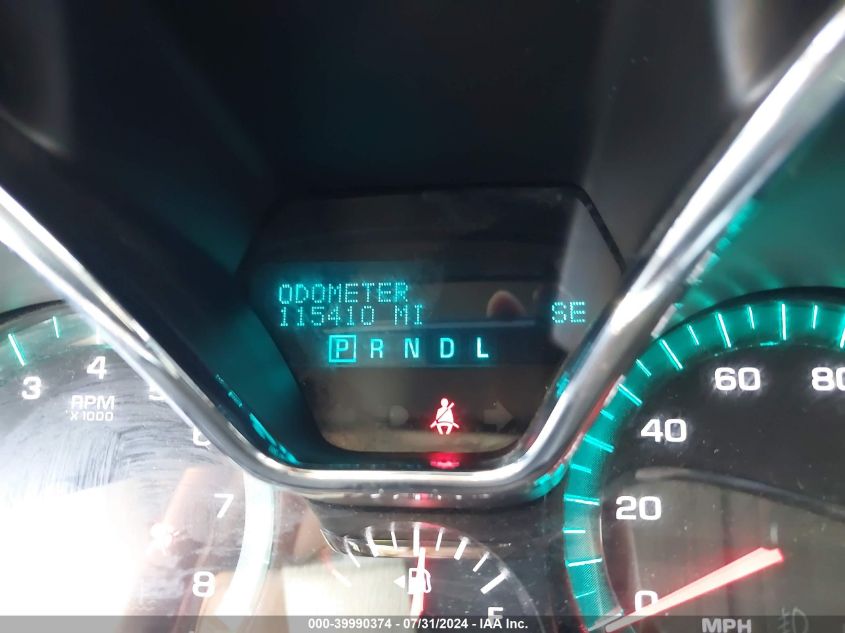 ODOMETER
115410 MI SE
P R N D L
3 4
RPM
X1000
7
8
0 20 40 60 80
MPH
000-39990374 / 07/31/2024 - IAA Inc.